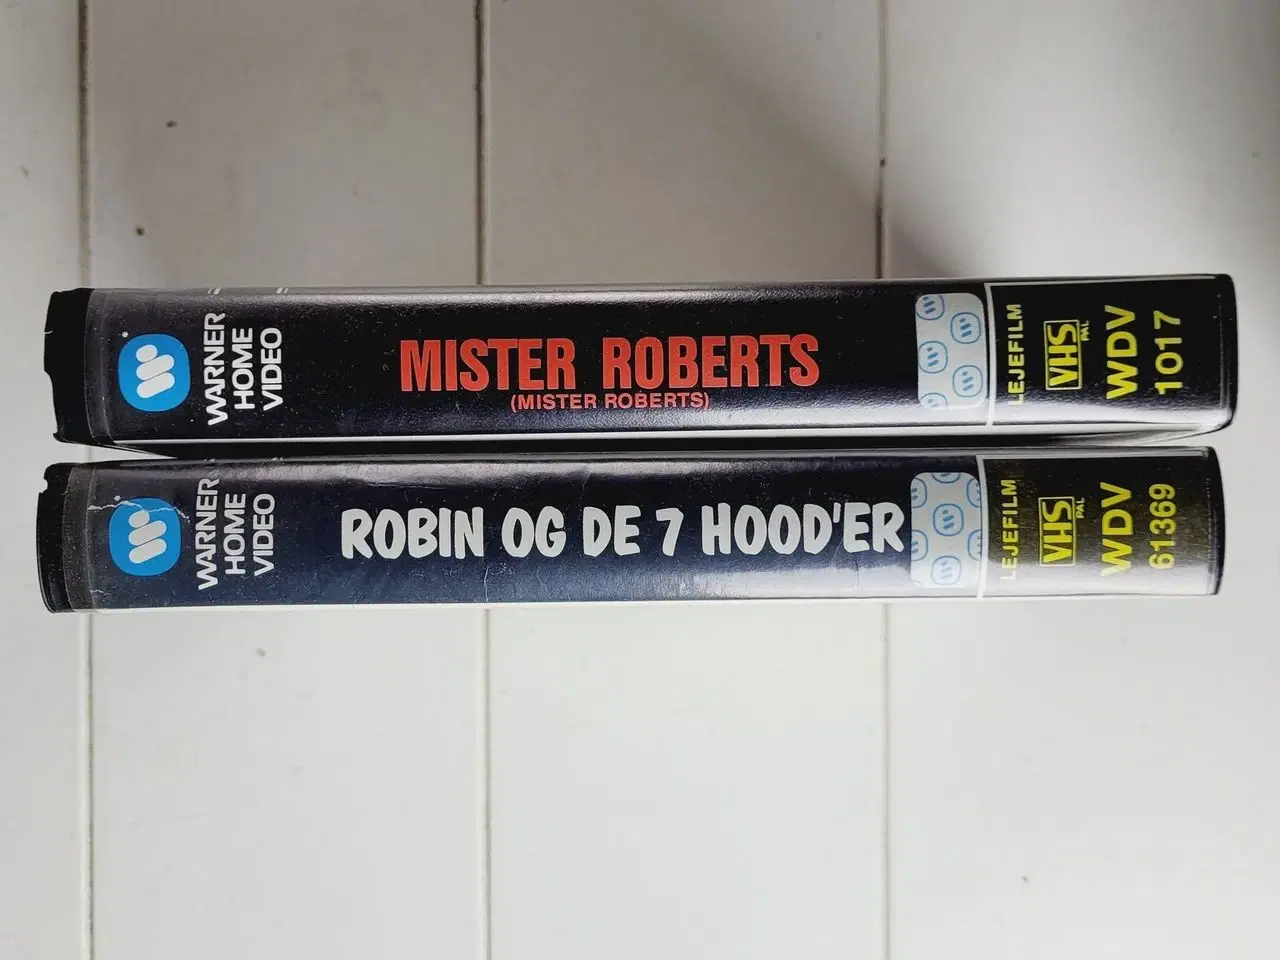 WARNER
HOME
VIDEO
MISTER ROBERTS
(MISTER ROBERTS)
LEJEFILM
VHS
PAL
WDV
1017
WARNER
HOME
VIDEO
ROBIN OG DE 7 HOOD'ER
LEJEFILM
VHS
PAL
WDV
61369